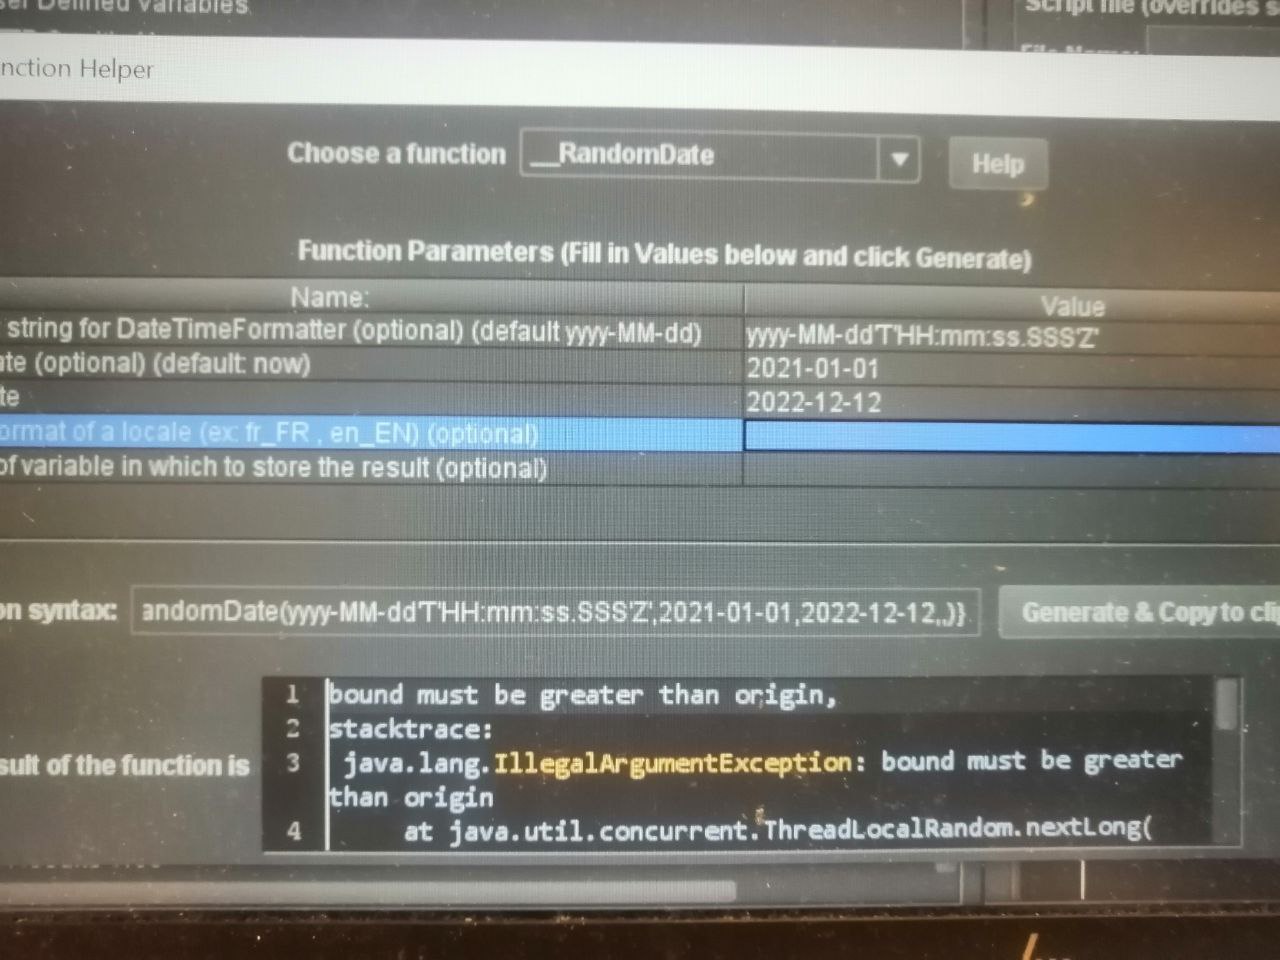 ser Defined Variables
Script file (overrides s
File Name:
nction Helper
Choose a function __RandomDate Help
Function Parameters (Fill in Values below and click Generate)
Name: Value
string for DateTimeFormatter (optional) (default yyyy-MM-dd) yyyy-MM-dd'T'HH:mm:ss.SSS'Z'
ate (optional) (default: now) 2021-01-01
te 2022-12-12
ormat of a locale (ex: fr_FR , en_EN) (optional)
of variable in which to store the result (optional)
on syntax: andomDate(yyyy-MM-dd'T'HH:mm:ss.SSS'Z',2021-01-01,2022-12-12,,)} Generate & Copy to cli
1 bound must be greater than origin,
2 stacktrace:
sult of the function is 3 java.lang.IllegalArgumentException: bound must be greater
than origin
4 at java.util.concurrent.ThreadLocalRandom.nextLong(